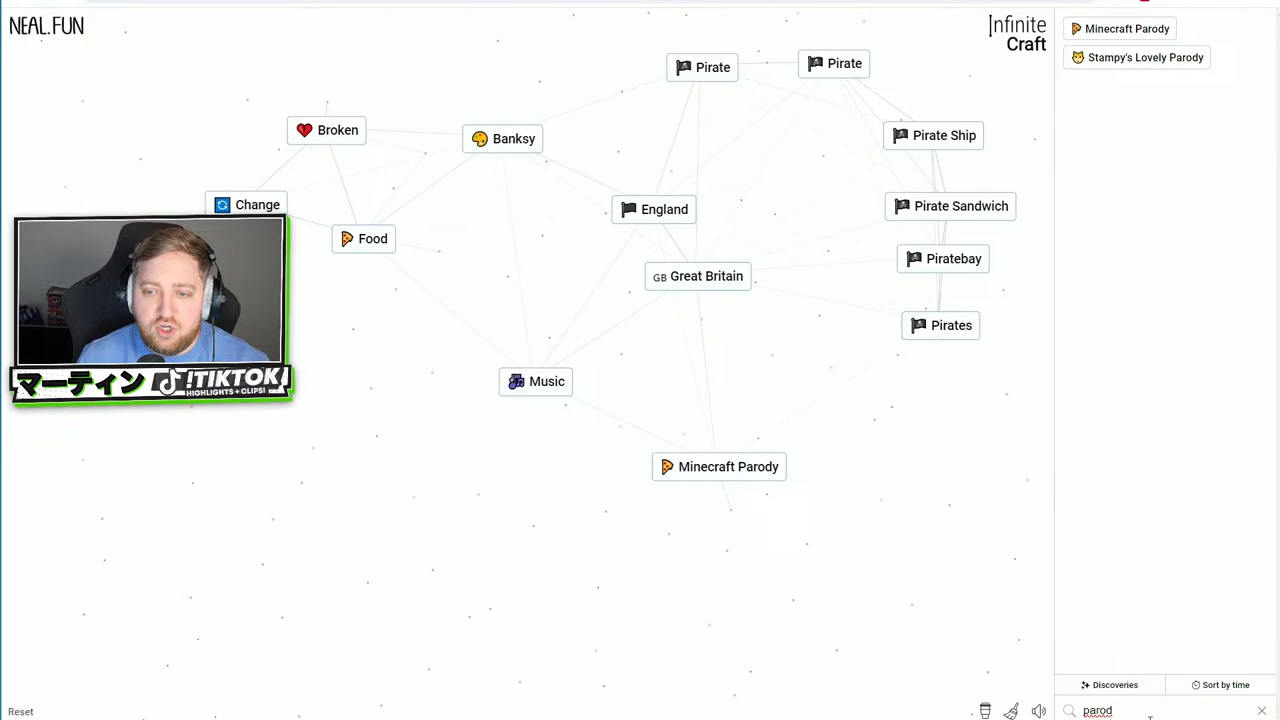 NEAL.FUN
Infinite
Craft
Minecraft Parody
Stampy's Lovely Parody
Pirate
Pirate
Broken
Banksy
Pirate Ship
Change
England
Pirate Sandwich
Food
Great Britain
Piratebay
Pirates
マーティン !TIKTOK
HIGHLIGHTS + CLIPS!
Music
Minecraft Parody
Discoveries
Sort by time
Reset
parod